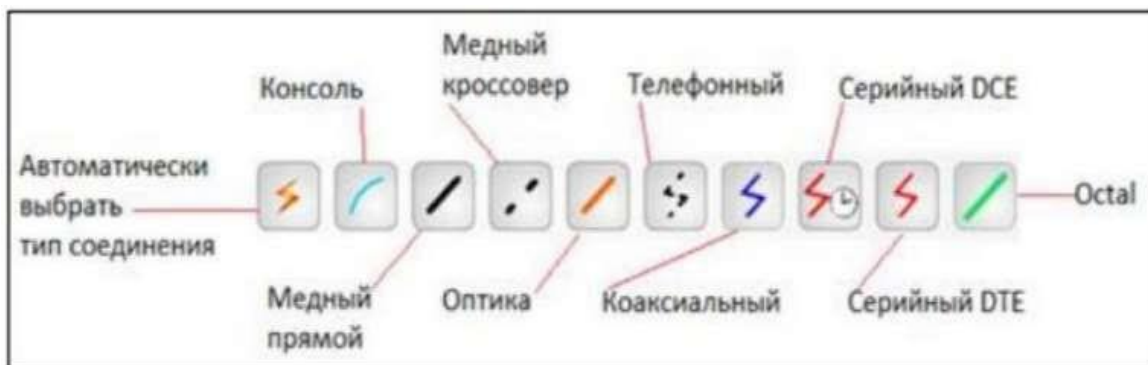 Автоматически
выбрать
тип соединения
Консоль
Медный
прямой
Медный
кроссовер
Оптика
Телефонный
Коаксиальный
Серийный DCE
Серийный DTE
Octal